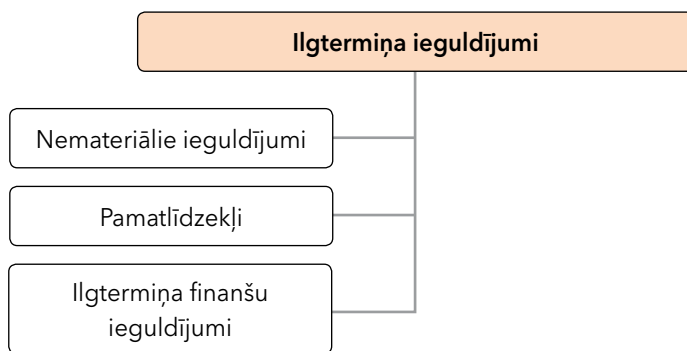 Ilgtermiņa ieguldījumi
Nemateriālie ieguldījumi
Pamatlīdzekļi
Ilgtermiņa finanšu
ieguldījumi